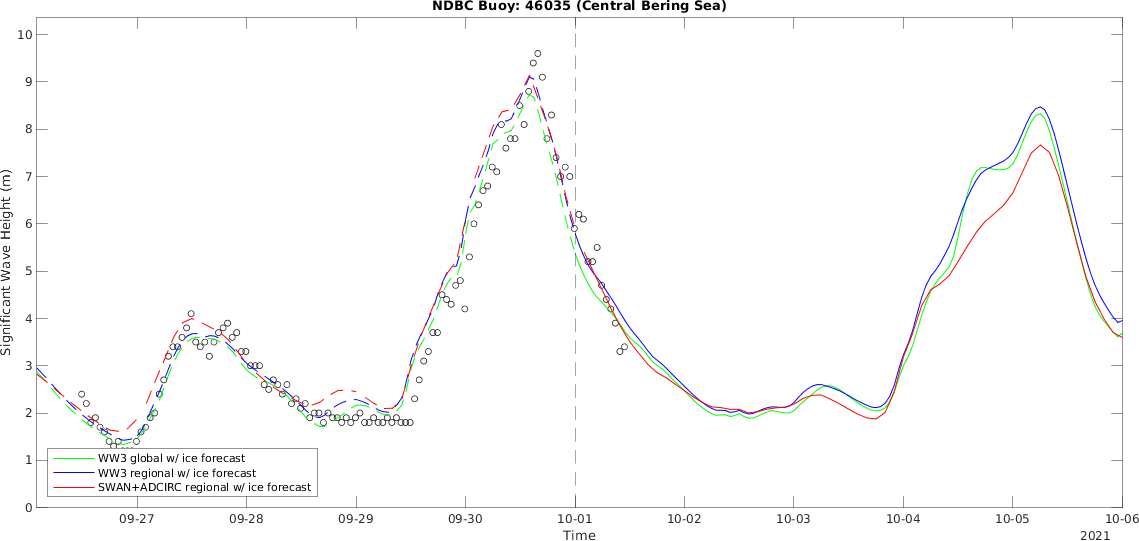 NDBC Buoy: 46035 (Central Bering Sea)
10
9
8
7
6
5
4
3
2
1
0
Significant Wave Height (m)
WW3 global w/ ice forecast
WW3 regional w/ ice forecast
SWAN+ADCIRC regional w/ ice forecast
09-27 09-28 09-29 09-30 10-01 10-02 10-03 10-04 10-05 10-06
Time
2021